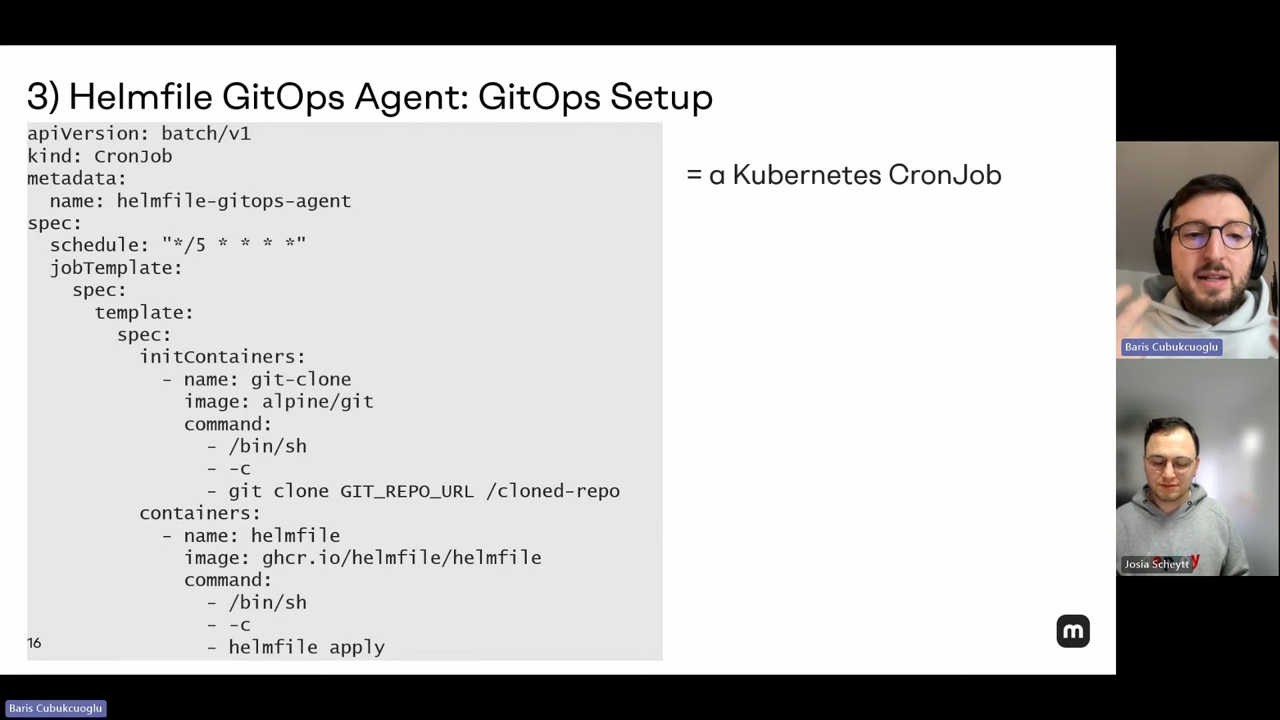 3) Helmfile GitOps Agent: GitOps Setup
apiVersion: batch/v1
kind: CronJob
metadata:
  name: helmfile-gitops-agent
spec:
  schedule: "*/5 * * * *"
  jobTemplate:
    spec:
      template:
        spec:
          initContainers:
            - name: git-clone
              image: alpine/git
              command:
                - /bin/sh
                - -c
                - git clone GIT_REPO_URL /cloned-repo
          containers:
            - name: helmfile
              image: ghcr.io/helmfile/helmfile
              command:
                - /bin/sh
                - -c
                - helmfile apply
= a Kubernetes CronJob
16
m
Baris Cubukcuoglu
Josia Scheytt
Baris Cubukcuoglu